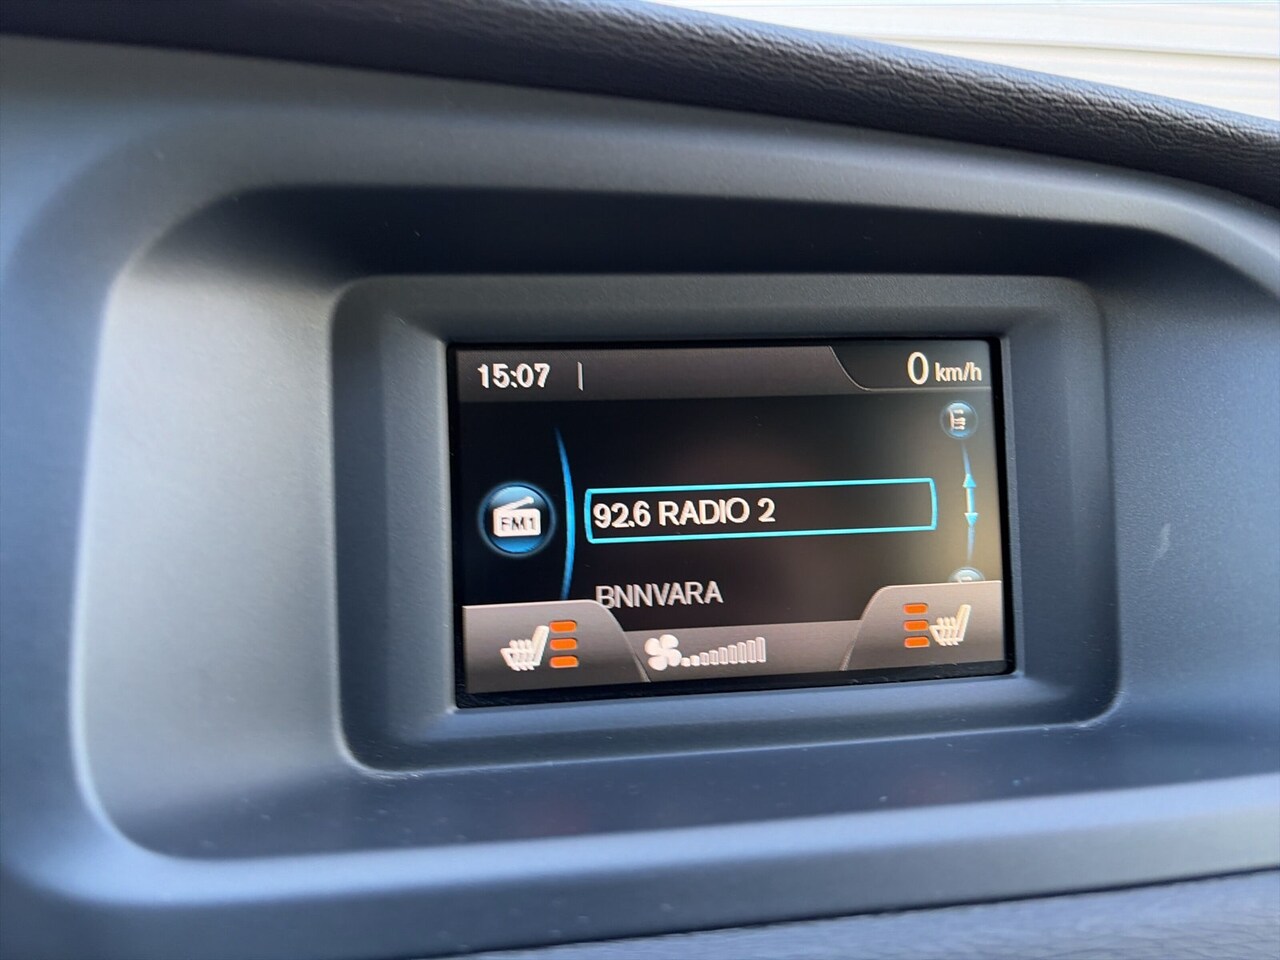 15:07
0 km/h
FM1
92.6 RADIO 2
BNNVARA